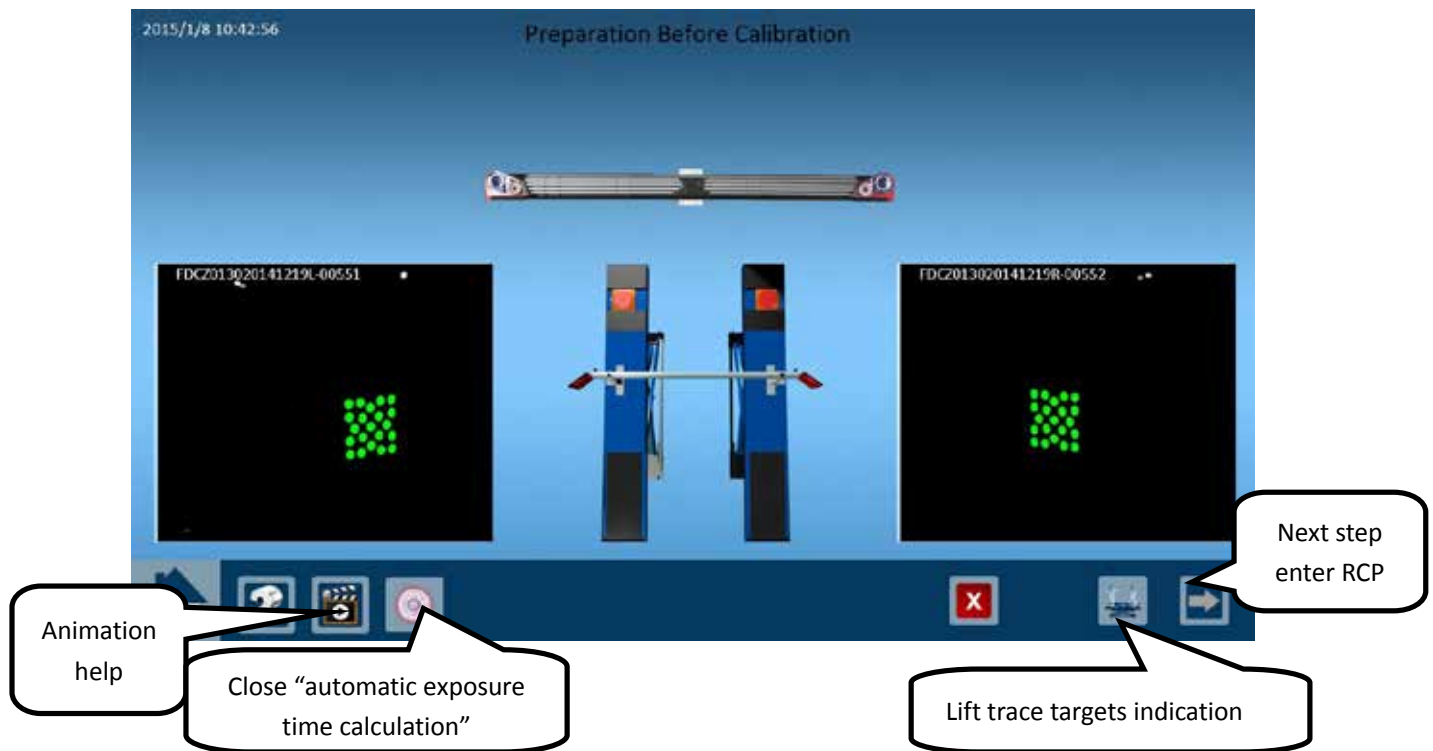 2015/1/8 10:42:56
Preparation Before Calibration
FDCZ013020141219L-00551
FDCZ013020141219R-00552
X
Next step
enter RCP
Animation
help
Close “automatic exposure
time calculation”
Lift trace targets indication